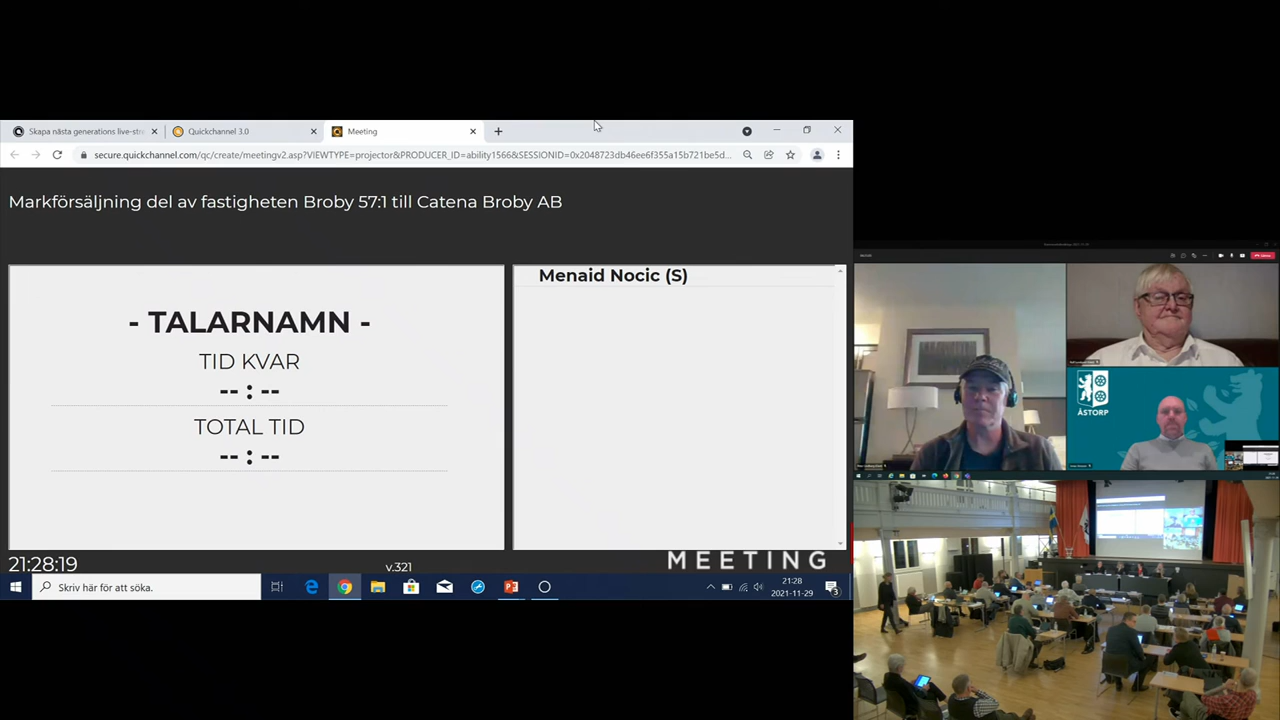 Skapa nästa generations live-stre
Quickchannel 3.0
Meeting
secure.quickchannel.com/qc/create/meetingv2.asp?VIEWTYPE=projector&PRODUCER_ID=ability1566&SESSIONID=0x2048723db46ee6f355a15b721be5d...
Markförsäljning del av fastigheten Broby 57:1 till Catena Broby AB
- TALARNAMN -
TID KVAR
-- : --
TOTAL TID
-- : --
Menaid Nocic (S)
21:28:19
v.321
MEETING
Skriv här för att söka.
21:28
2021-11-29
3
ÅSTORP